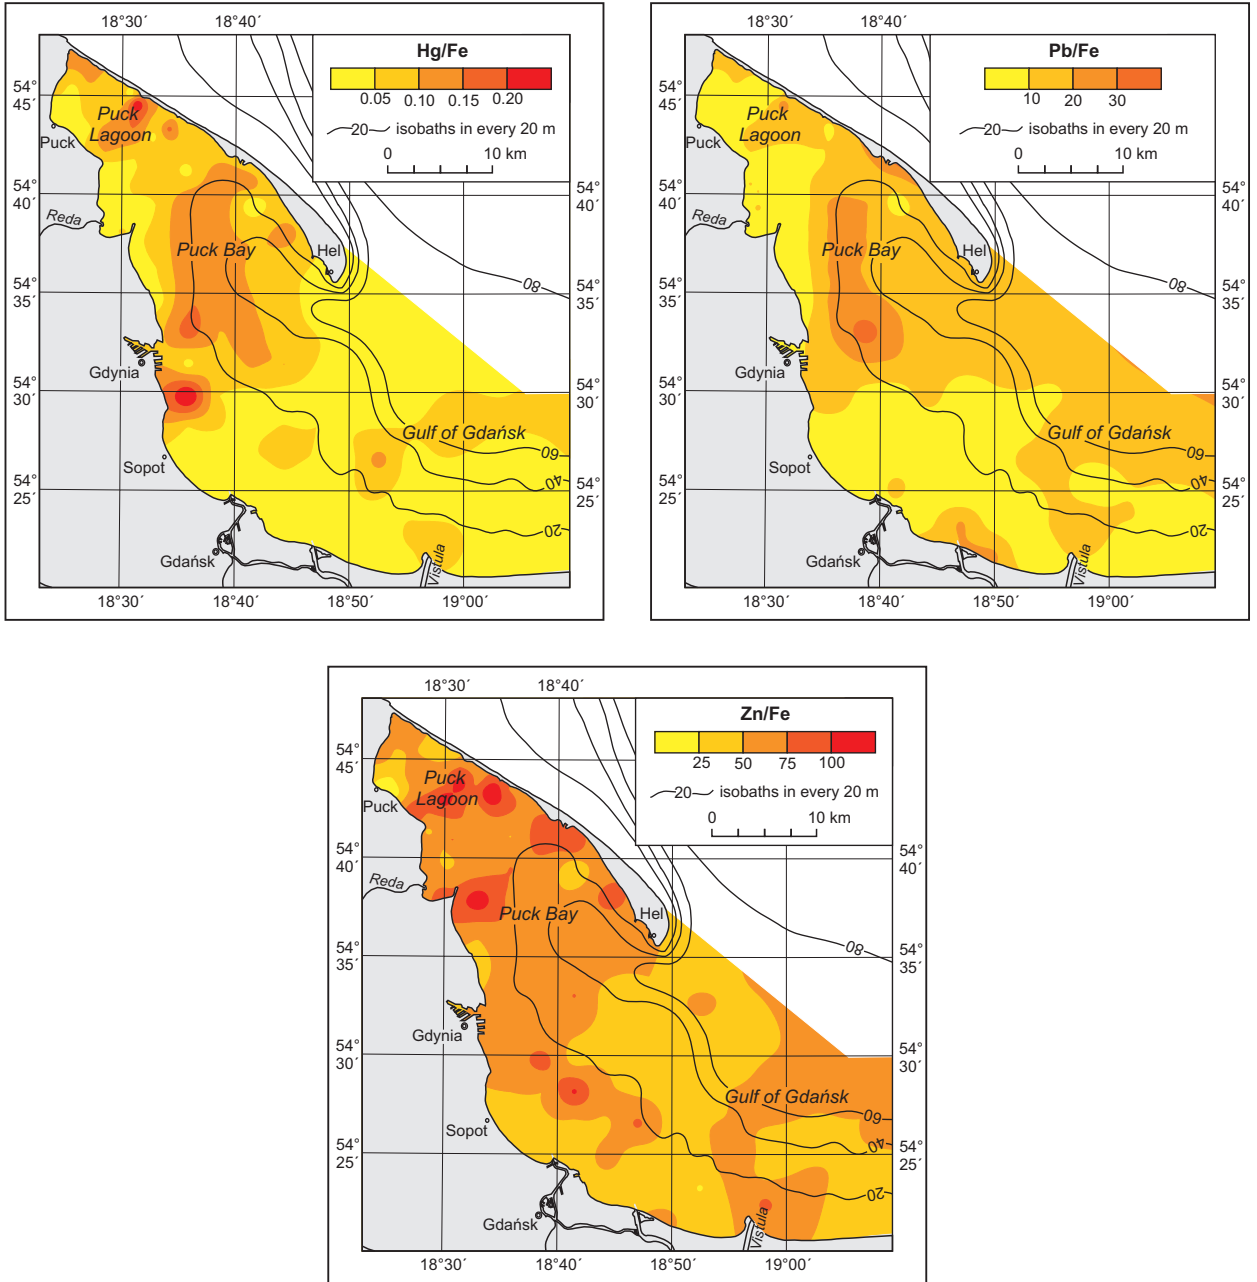 18°30´
18°40´
Hg/Fe
0.05 0.10 0.15 0.20
20 isobaths in every 20 m
0 10 km
54°
45´
Puck
Lagoon
Puck
54°
40´
54°
40´
Reda
Puck Bay
Hel
80
54°
35´
54°
35´
Gdynia
54°
30´
54°
30´
Gulf of Gdańsk
60
Sopot
40
54°
25´
54°
25´
20
Gdańsk
Vistula
18°30´ 18°40´ 18°50´ 19°00´
18°30´
18°40´
Pb/Fe
10 20 30
20 isobaths in every 20 m
0 10 km
54°
45´
Puck
Lagoon
Puck
54°
40´
54°
40´
Reda
Puck Bay
Hel
80
54°
35´
54°
35´
Gdynia
54°
30´
54°
30´
Gulf of Gdańsk
60
Sopot
40
54°
25´
54°
25´
20
Gdańsk
Vistula
18°30´ 18°40´ 18°50´ 19°00´
18°30´
18°40´
Zn/Fe
25 50 75 100
20 isobaths in every 20 m
0 10 km
54°
45´
Puck
Lagoon
Puck
54°
40´
54°
40´
Reda
Puck Bay
Hel
80
54°
35´
54°
35´
Gdynia
54°
30´
54°
30´
Gulf of Gdańsk
60
Sopot
40
54°
25´
54°
25´
20
Gdańsk
Vistula
18°30´ 18°40´ 18°50´ 19°00´